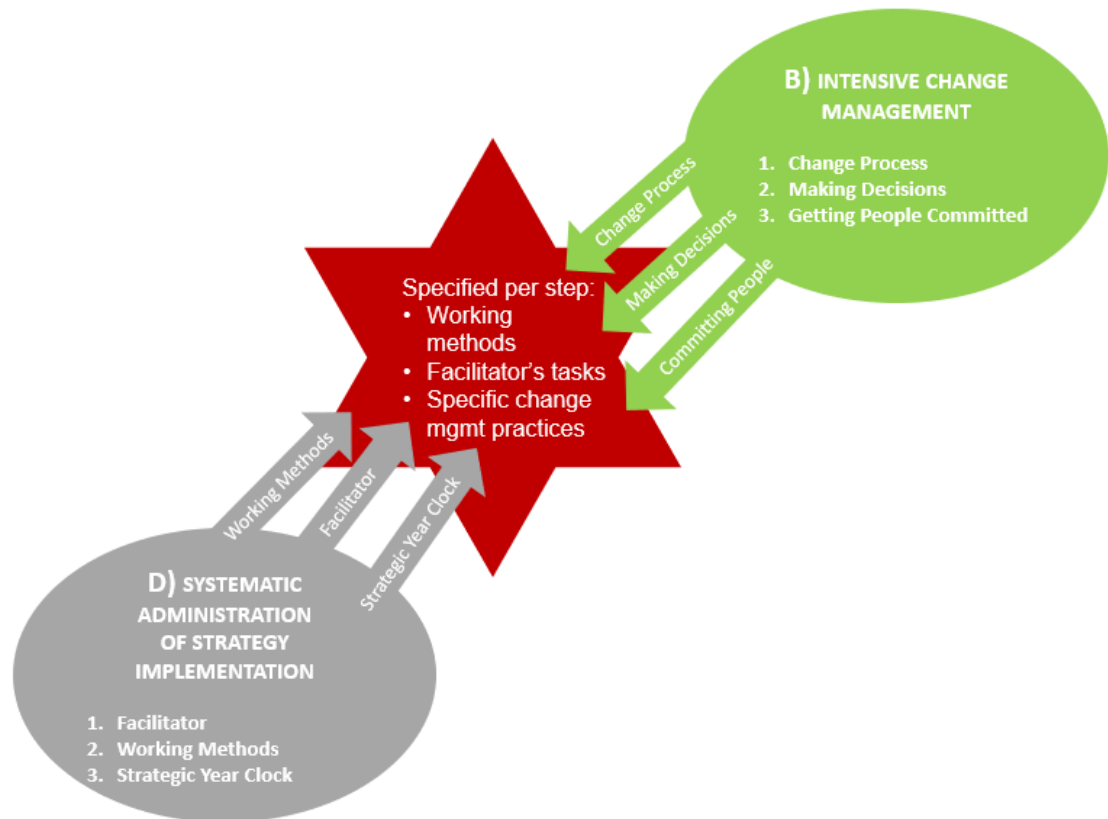 B) INTENSIVE CHANGE
MANAGEMENT
1. Change Process
2. Making Decisions
3. Getting People Committed
Change Process
Making Decisions
Committing People
Specified per step:
• Working
methods
• Facilitator's tasks
• Specific change
mgmt practices
Working Methods
Facilitator
Strategic Year Clock
D) SYSTEMATIC
ADMINISTRATION
OF STRATEGY
IMPLEMENTATION
1. Facilitator
2. Working Methods
3. Strategic Year Clock